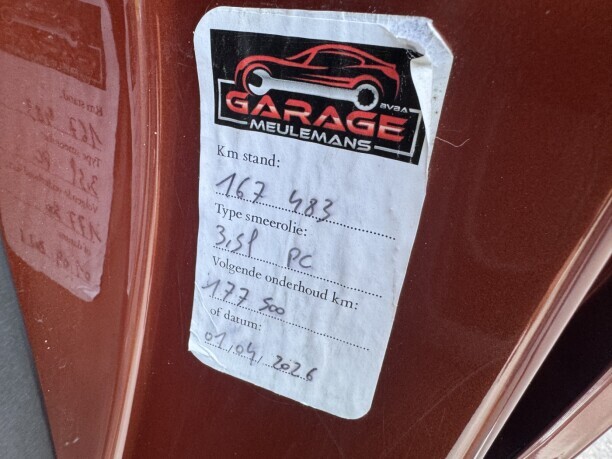 GARAGE BVBA
MEULEMANS
Km stand:
167 483
Type smeerolie:
3,5l PC
Volgende onderhoud km:
177 500
of datum:
01/04/2026